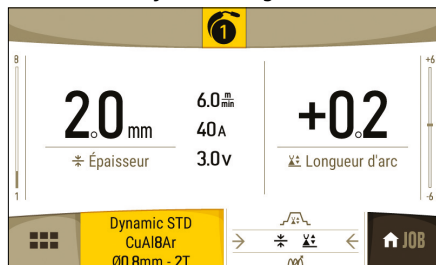 1
8
+6
2.0 mm
6.0 m/min
40 A
3.0 V
+0.2
Épaisseur
Longueur d'arc
1
-6
Dynamic STD
CuAl8Ar
Ø0.8mm - 2T
JOB